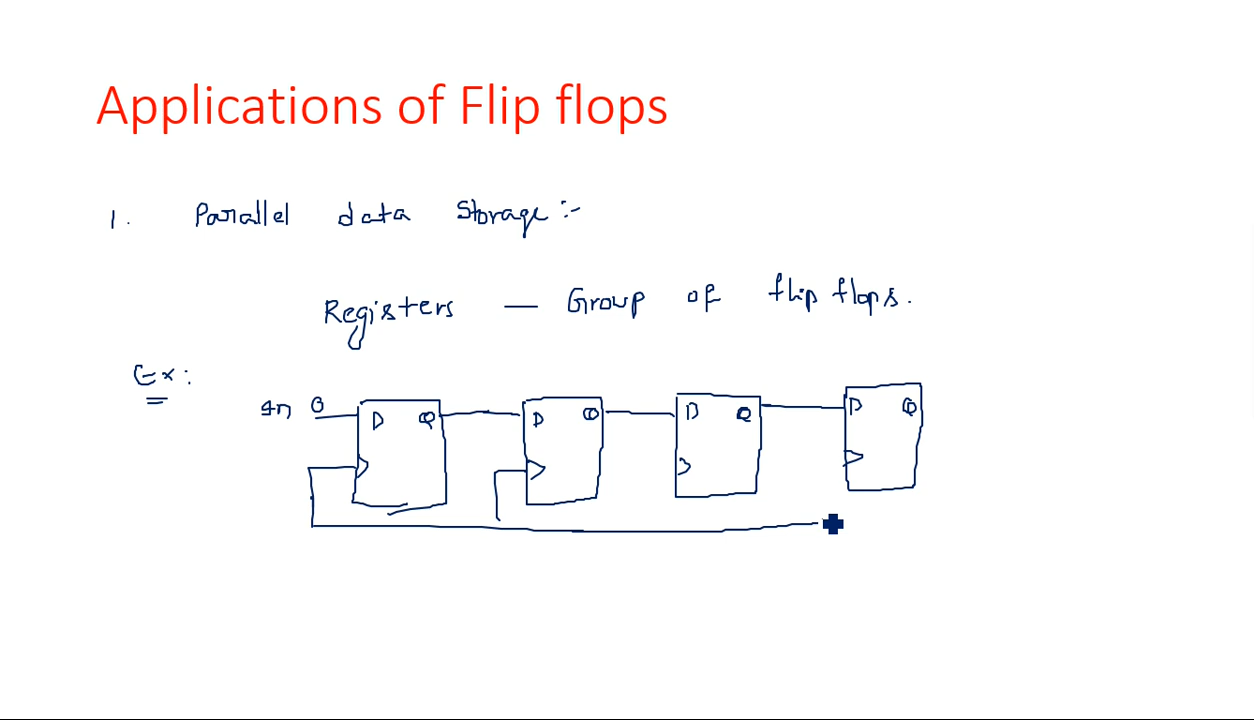 Applications of Flip flops
1. Parallel data Storage :-
Registers — Group of flip flops.
Ex:
D Q D Q D Q D Q